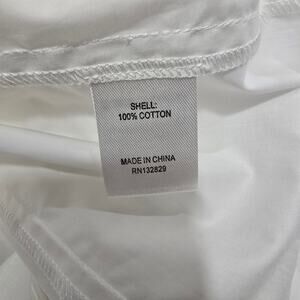 SHELL:
100% COTTON
MADE IN CHINA
RN132829